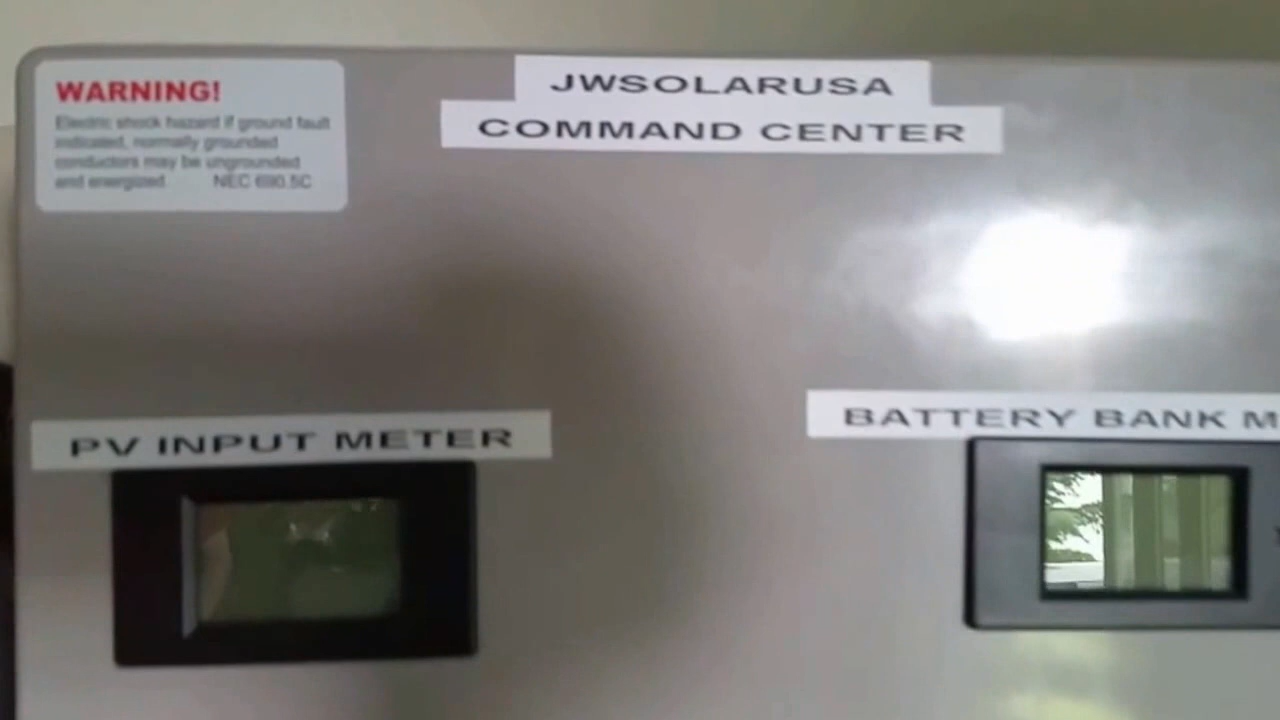 WARNING!
Electric shock hazard if ground fault
indicated, normally grounded
conductors may be ungrounded
and energized. NEC 690.5C
JWSOLARUSA
COMMAND CENTER
PV INPUT METER
BATTERY BANK M